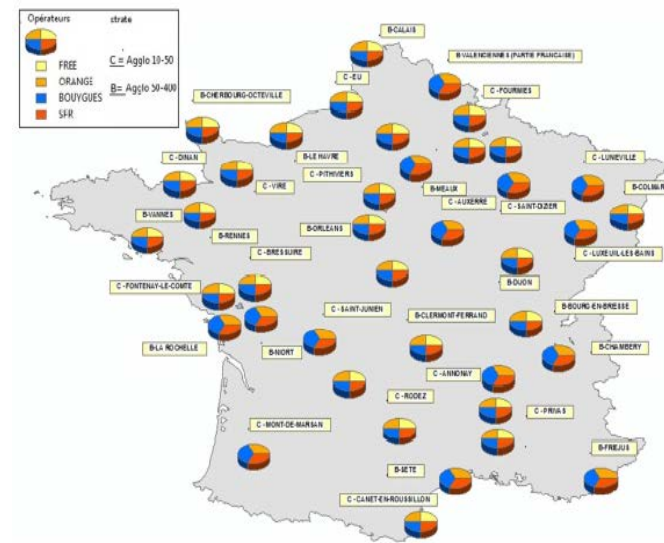 Opérateurs
strate
FREE
ORANGE
BOUYGUES
SFR
C = Agglo 10-50
B= Agglo 50-400
B-CALAIS
B-VALENCIENNES (PARTIE FRANCAISE)
C -EU
C -FOURMIES
B-CHERBOURG-OCTEVILLE
C -DINAN
B-LE HAVRE
C -LUNEVILLE
C -VIRE
C -PITHIVIERS
B-MEAUX
B-COLMAR
C -AUXERRE
C -SAINT-DIZIER
B-VANNES
B-RENNES
B-ORLEANS
C -BRESSUIRE
C -LUXEUIL-LES-BAINS
B-DIJON
C -FONTENAY-LE-COMTE
C -SAINT-JUNIEN
B-CLERMONT-FERRAND
B-BOURG-EN-BRESSE
B-LA ROCHELLE
B-NIORT
B-CHAMBERY
C -ANNONAY
C -RODEZ
C -PRIVAS
C -MONT-DE-MARSAN
B-FREJUS
B-SETE
C -CANET-EN-ROUSSILLON